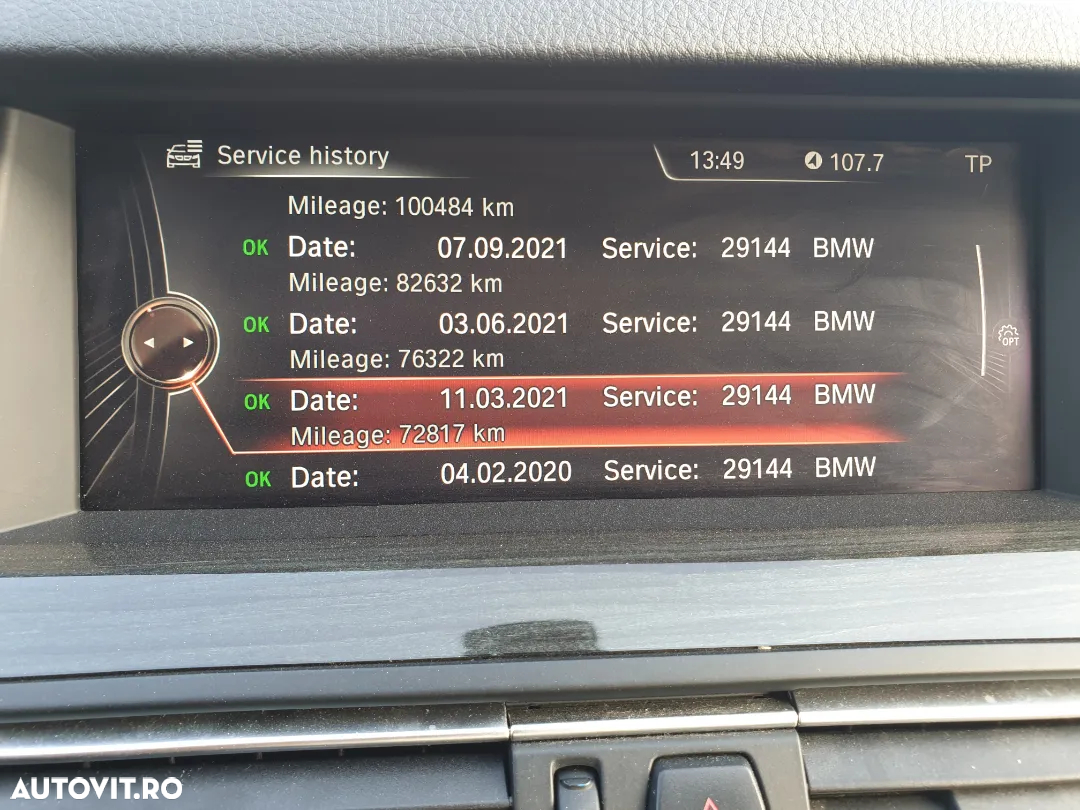 Service history 13:49 107.7 TP
Mileage: 100484 km
OK Date: 07.09.2021 Service: 29144 BMW
Mileage: 82632 km
OK Date: 03.06.2021 Service: 29144 BMW
OPT
Mileage: 76322 km
OK Date: 11.03.2021 Service: 29144 BMW
Mileage: 72817 km
OK Date: 04.02.2020 Service: 29144 BMW
AUTOVIT.RO